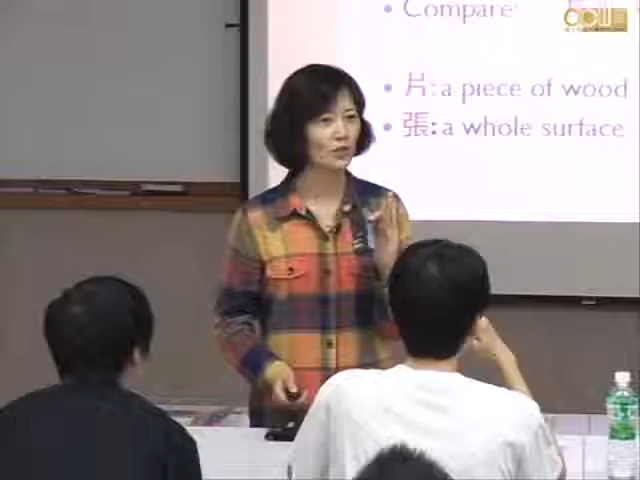 • Compare
• 片: a piece of wood
• 張: a whole surface